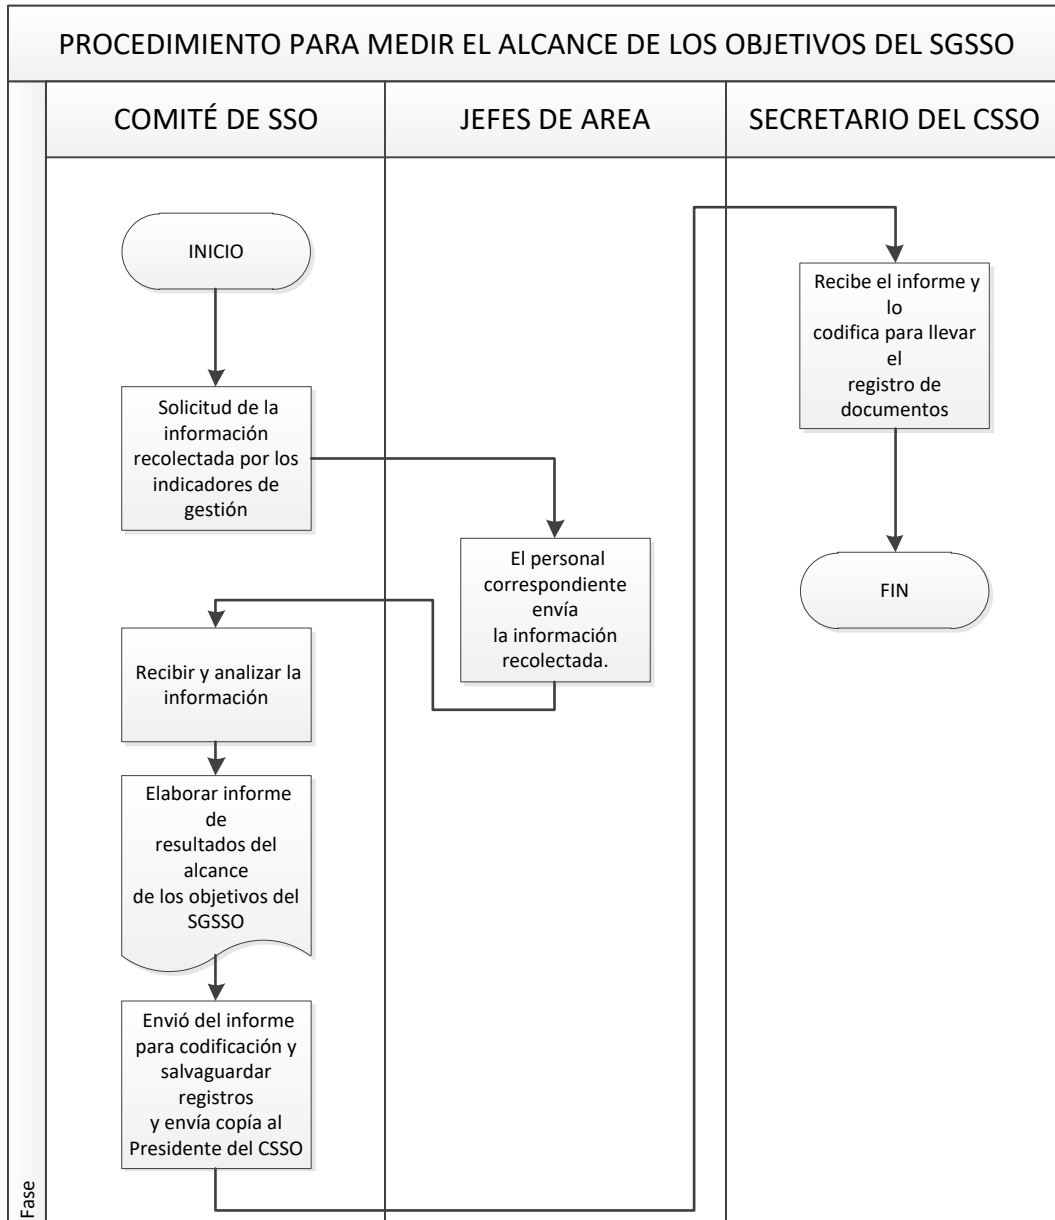 PROCEDIMIENTO PARA MEDIR EL ALCANCE DE LOS OBJETIVOS DEL SGSSO
COMITÉ DE SSO
JEFES DE AREA
SECRETARIO DEL CSSO
INICIO
Solicitud de la
información
recolectada por los
indicadores de
gestión
El personal
correspondiente
envía
la información
recolectada.
Recibir y analizar la
información
Elaborar informe
de
resultados del
alcance
de los objetivos del
SGSSO
Envió del informe
para codificación y
salvaguardar
registros
y envía copía al
Presidente del CSSO
Recibe el informe y
lo
codifica para llevar
el
registro de
documentos
FIN
Fase